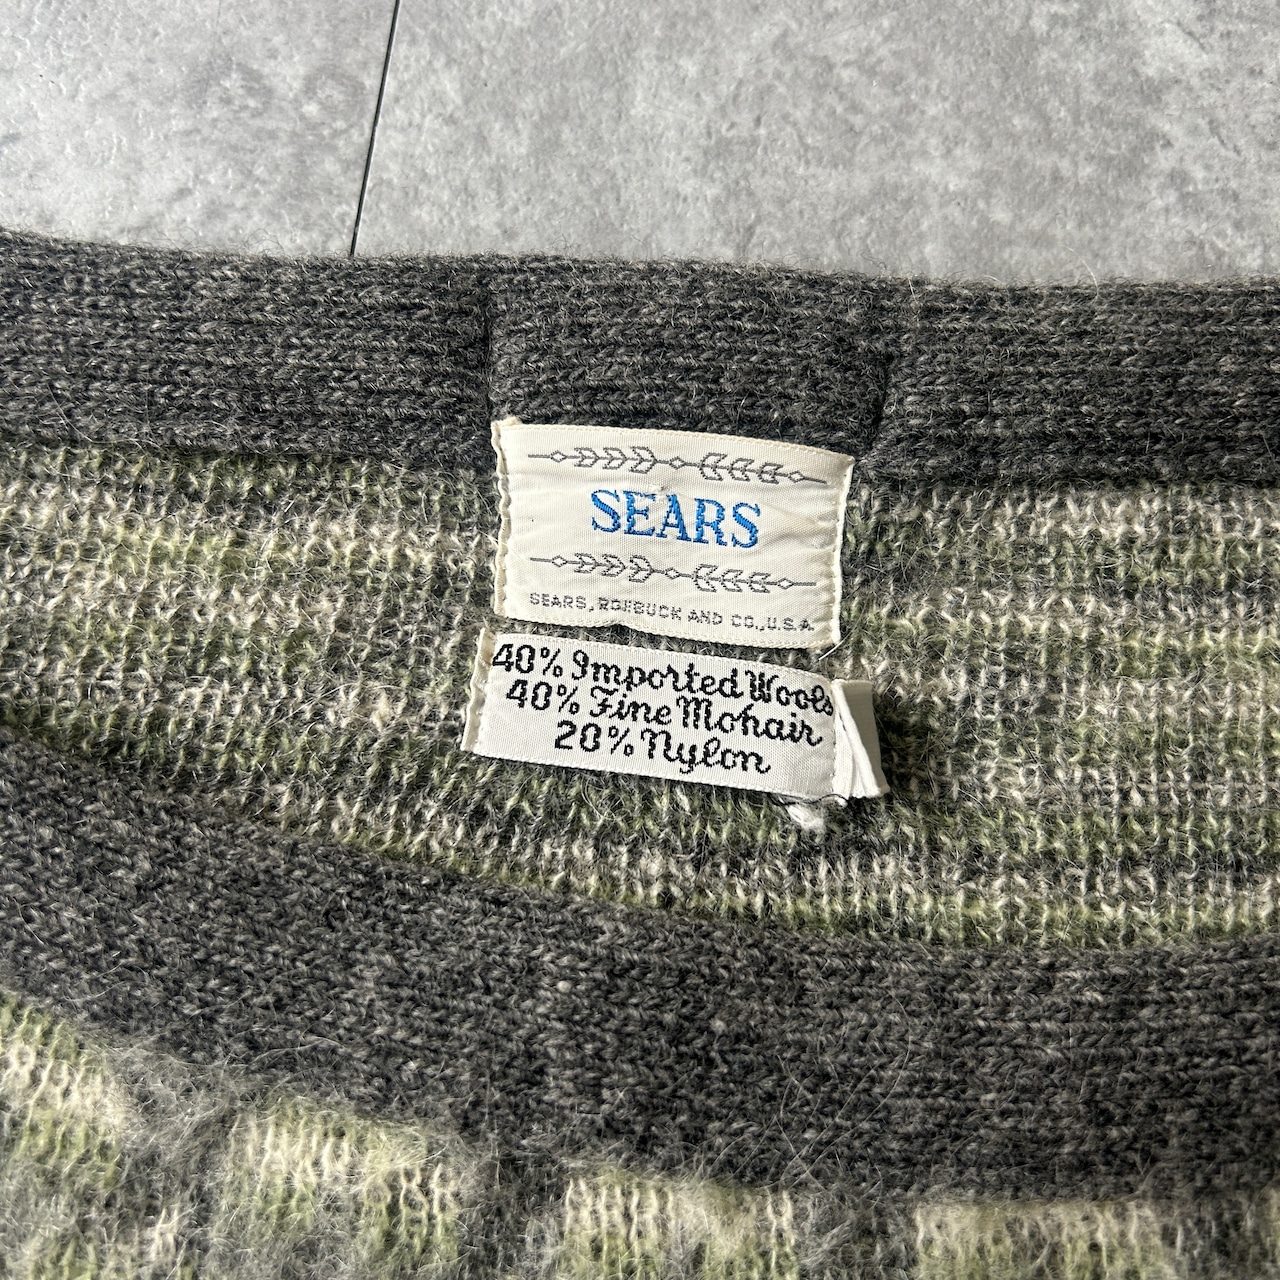 SEARS
SEARS, ROEBUCK AND CO., U.S.A.
40% Imported Wools
40% Fine Mohair
20% Nylon